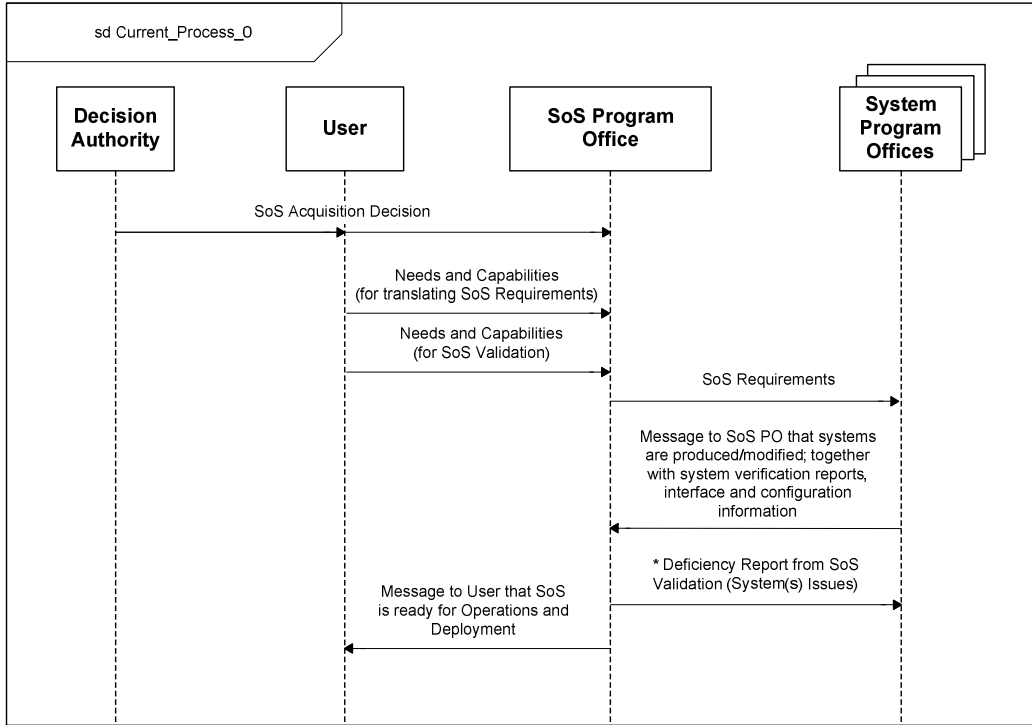 sd Current_Process_0
Decision
Authority
User
SoS Program
Office
System
Program
Offices
SoS Acquisition Decision
Needs and Capabilities
(for translating SoS Requirements)
Needs and Capabilities
(for SoS Validation)
SoS Requirements
Message to SoS PO that systems
are produced/modified; together
with system verification reports,
interface and configuration
information
* Deficiency Report from SoS
Validation (System(s) Issues)
Message to User that SoS
is ready for Operations and
Deployment